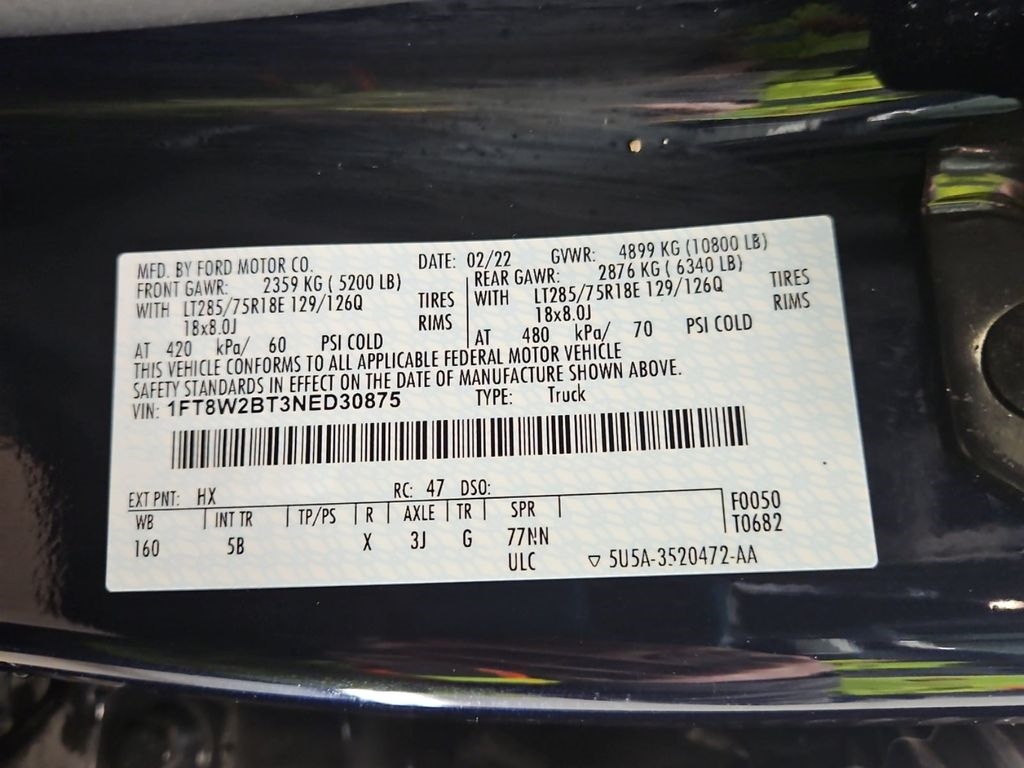 MFD. BY FORD MOTOR CO. DATE: 02/22 GVWR: 4899 KG (10800 LB)
FRONT GAWR: 2359 KG ( 5200 LB) REAR GAWR: 2876 KG ( 6340 LB)
WITH LT285/75R18E 129/126Q TIRES WITH LT285/75R18E 129/126Q TIRES
18x8.0J RIMS 18x8.0J RIMS
AT 420 kPa/ 60 PSI COLD AT 480 kPa/ 70 PSI COLD
THIS VEHICLE CONFORMS TO ALL APPLICABLE FEDERAL MOTOR VEHICLE
SAFETY STANDARDS IN EFFECT ON THE DATE OF MANUFACTURE SHOWN ABOVE.
VIN: 1FT8W2BT3NED30875 TYPE: Truck
EXT PNT: HX RC: 47 DSO:
WB INT TR TP/PS R AXLE TR SPR F0050
160 5B X 3J G 77NN T0682
ULC ▽ 5U5A-3520472-AA